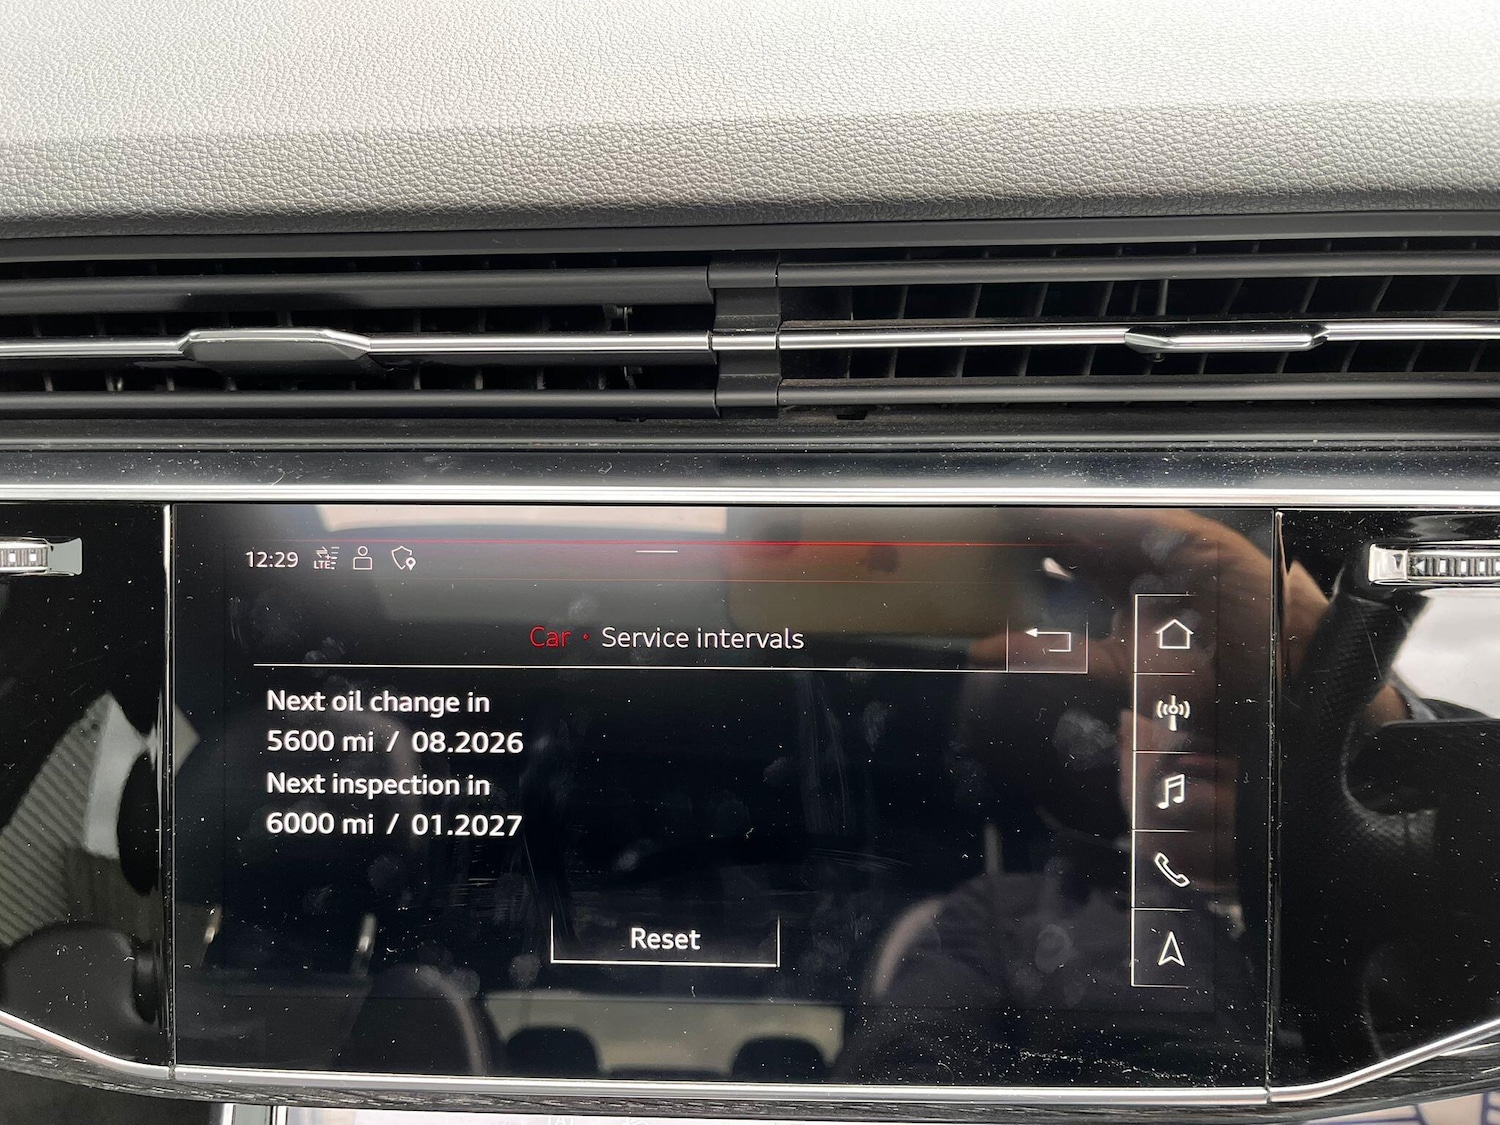 12:29 LTE
Car • Service intervals
Next oil change in
5600 mi / 08.2026
Next inspection in
6000 mi / 01.2027
Reset